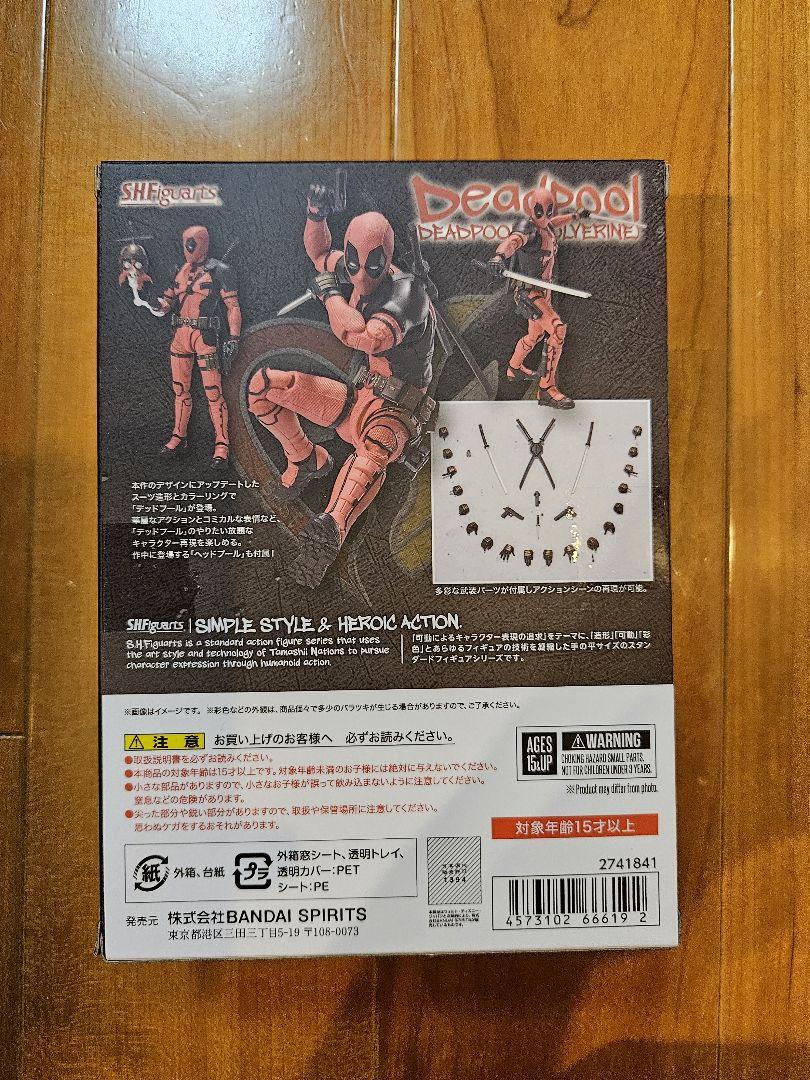 S.H.Figuarts
Deadpool
本作のデザインにアップデートした
スーツ造形とカラーリングで
「デッドプール」が登場。
華麗なアクションとコミカルな表情など、
「デッドプール」のやりたい放題な
キャラクター再現を楽しめる。
作中に登場する「ヘッドプール」も付属!
多彩な武装パーツが付属しアクションシーンの再現が可能。
S.H.Figuarts | SIMPLE STYLE & HEROIC ACTION.
S.H.Figuarts is a standard action figure series that uses
the art style and technology of Tamashii Nations to pursue
character expression through humanoid action.
「可動によるキャラクター表現の追求」をテーマに、「造形」「可動」「彩
色」とあらゆるフィギュアの技術を凝縮した手の平サイズのスタン
ダードフィギュアシリーズです。
※画像はイメージです。 ※彩色などの外観は、商品個々で多少のバラツキが生じる場合がありますので、ご了承ください。
注 意 お買い上げのお客様へ 必ずお読みください。
●取扱説明書を必ずお読みください。
●本商品の対象年齢は15才以上です。対象年齢未満のお子様には絶対に与えないでください。
●小さな部品がありますので、小さなお子様が誤って飲み込まないように注意してください。
窒息などの危険があります。
●尖った部分や鋭い部分がありますので、取扱や保管場所に注意してください。
思わぬケガをするおそれがあります。
AGES
15&UP
WARNING
CHOKING HAZARD-SMALL PARTS.
NOT FOR CHILDREN UNDER 3 YEARS.
※Product may differ from photo.
対象年齢15才以上
紙 外箱、台紙
プラ 外箱窓シート、透明トレイ、
透明カバー:PET
シート:PE
1394
2741841
4573102 66619 2
発売元 株式会社BANDAI SPIRITS
東京都港区三田三丁目5-19 〒108-0073